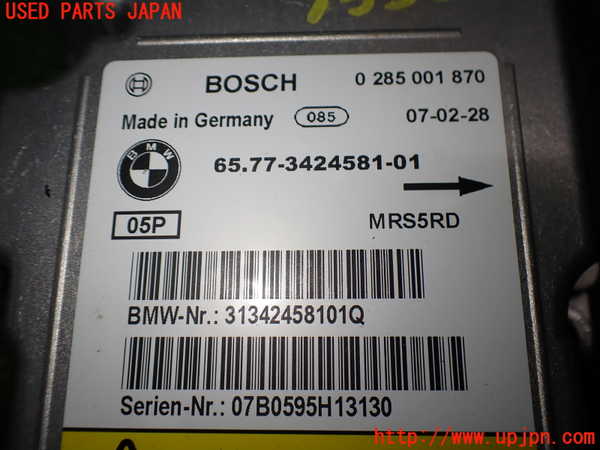 USED PARTS JAPAN
BOSCH 0 285 001 870
Made in Germany 085 07-02-28
BMW 65.77-3424581-01
05P MRS5RD
BMW-Nr.: 31342458101Q
Serien-Nr.: 07B0595H13130
http://www.upjpn.com